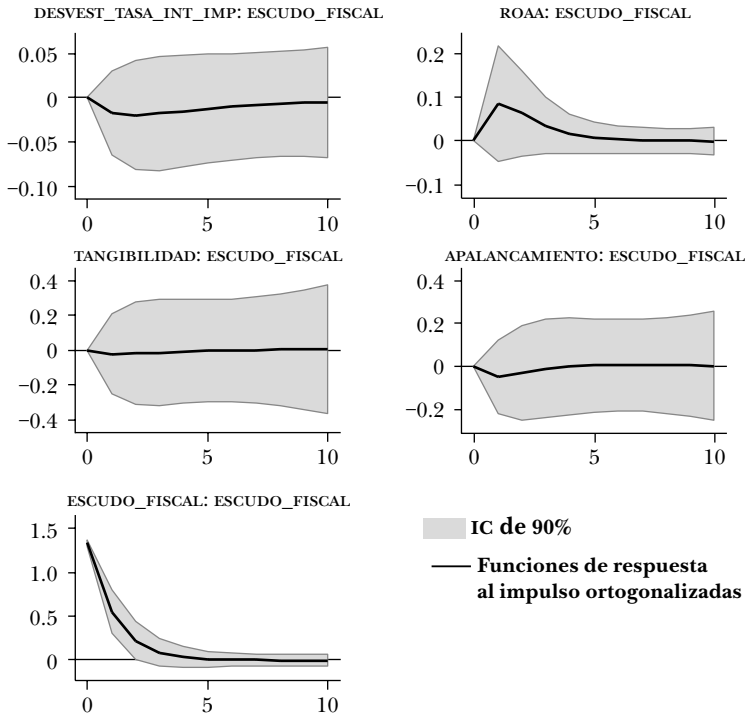 DESVEST_TASA_INT_IMP: ESCUDO_FISCAL
0.05
0
−0.05
−0.10
0 5 10
ROAA: ESCUDO_FISCAL
0.2
0.1
0
−0.1
0 5 10
TANGIBILIDAD: ESCUDO_FISCAL
0.4
0.2
0
−0.2
−0.4
0 5 10
APALANCAMIENTO: ESCUDO_FISCAL
0.4
0.2
0
−0.2
0 5 10
ESCUDO_FISCAL: ESCUDO_FISCAL
1.5
1.0
0.5
0
0 5 10
IC de 90%
Funciones de respuesta
al impulso ortogonalizadas